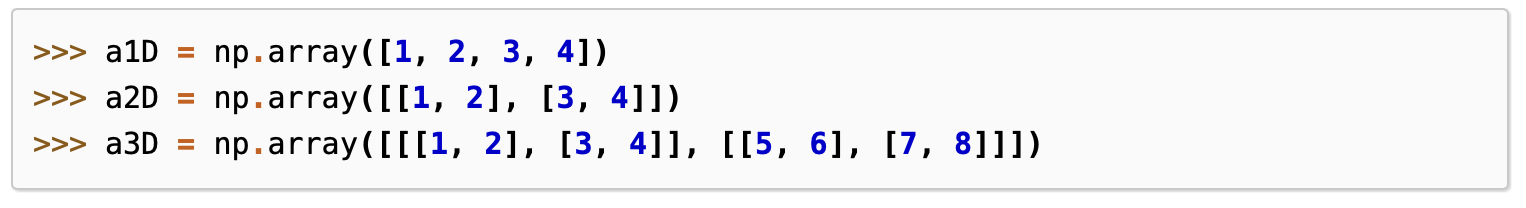 >>> a1D = np.array([1, 2, 3, 4])
>>> a2D = np.array([[1, 2], [3, 4]])
>>> a3D = np.array([[[1, 2], [3, 4]], [[5, 6], [7, 8]]])